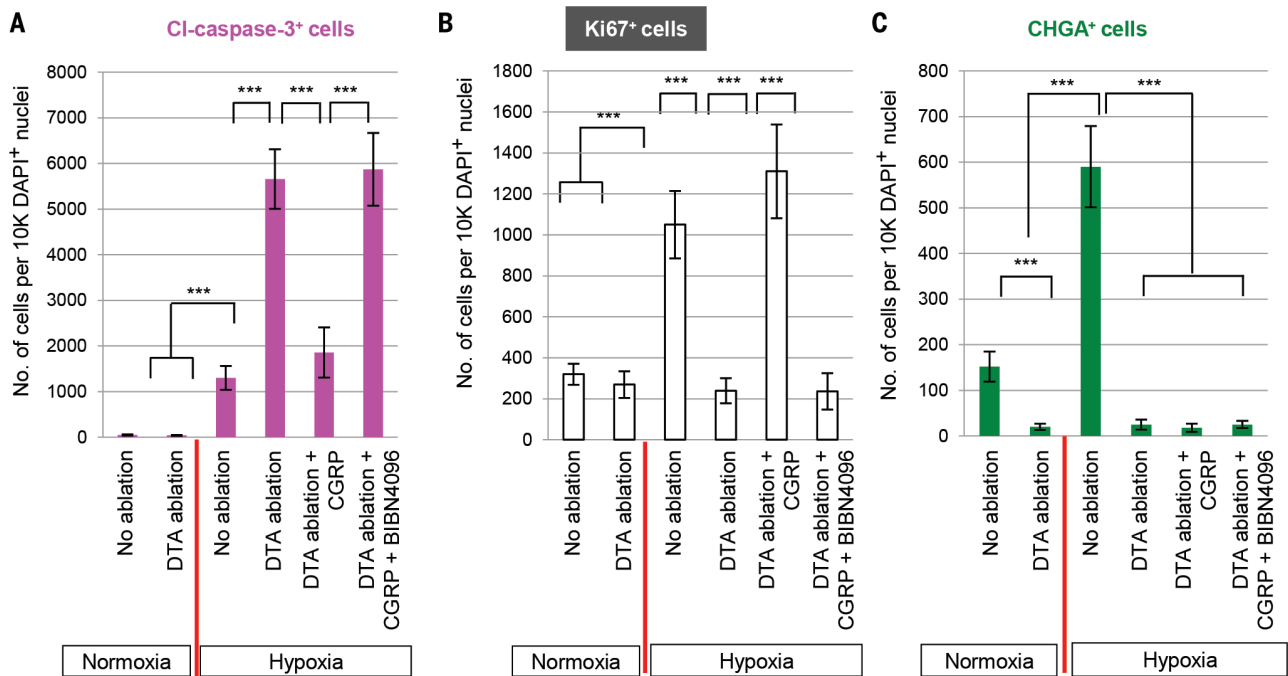 A
Cl-caspase-3⁺ cells
No. of cells per 10K DAPI⁺ nuclei
8000
7000
6000
5000
4000
3000
2000
1000
0
***
***
***
***
No ablation
DTA ablation
No ablation
DTA ablation
DTA ablation +
CGRP
DTA ablation +
CGRP + BIBN4096
Normoxia
Hypoxia
B
Ki67⁺ cells
No. of cells per 10K DAPI⁺ nuclei
1800
1600
1400
1200
1000
800
600
400
200
0
***
***
***
***
No ablation
DTA ablation
No ablation
DTA ablation
DTA ablation +
CGRP
DTA ablation +
CGRP + BIBN4096
Normoxia
Hypoxia
C
CHGA⁺ cells
No. of cells per 10K DAPI⁺ nuclei
800
700
600
500
400
300
200
100
0
***
***
***
No ablation
DTA ablation
No ablation
DTA ablation
DTA ablation +
CGRP
DTA ablation +
CGRP + BIBN4096
Normoxia
Hypoxia